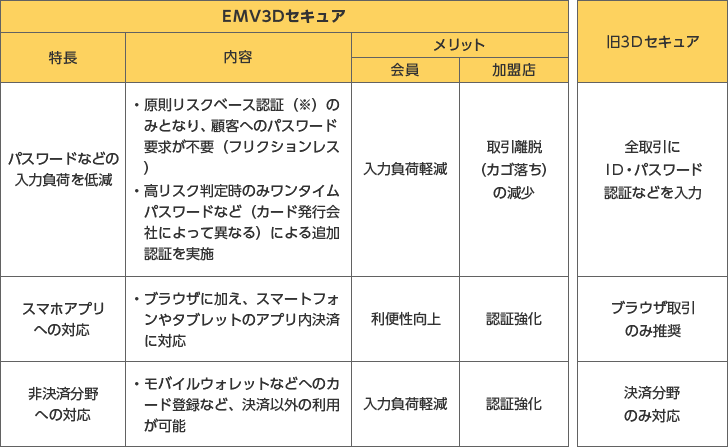 EMV3Dセキュア
旧3Dセキュア
特長
内容
メリット
会員
加盟店
パスワードなどの
入力負荷を低減
・原則リスクベース認証（※）の
みとなり、顧客へのパスワード
要求が不要（フリクションレス
）
・高リスク判定時のみワンタイム
パスワードなど（カード発行会
社によって異なる）による追加
認証を実施
入力負荷軽減
取引離脱
(カゴ落ち)
の減少
全取引に
ID・パスワード
認証などを入力
スマホアプリ
への対応
・ブラウザに加え、スマートフォ
ンやタブレットのアプリ内決済
に対応
利便性向上
認証強化
ブラウザ取引
のみ推奨
非決済分野
への対応
・モバイルウォレットなどへのカ
ード登録など、決済以外の利用
が可能
入力負荷軽減
認証強化
決済分野
のみ対応